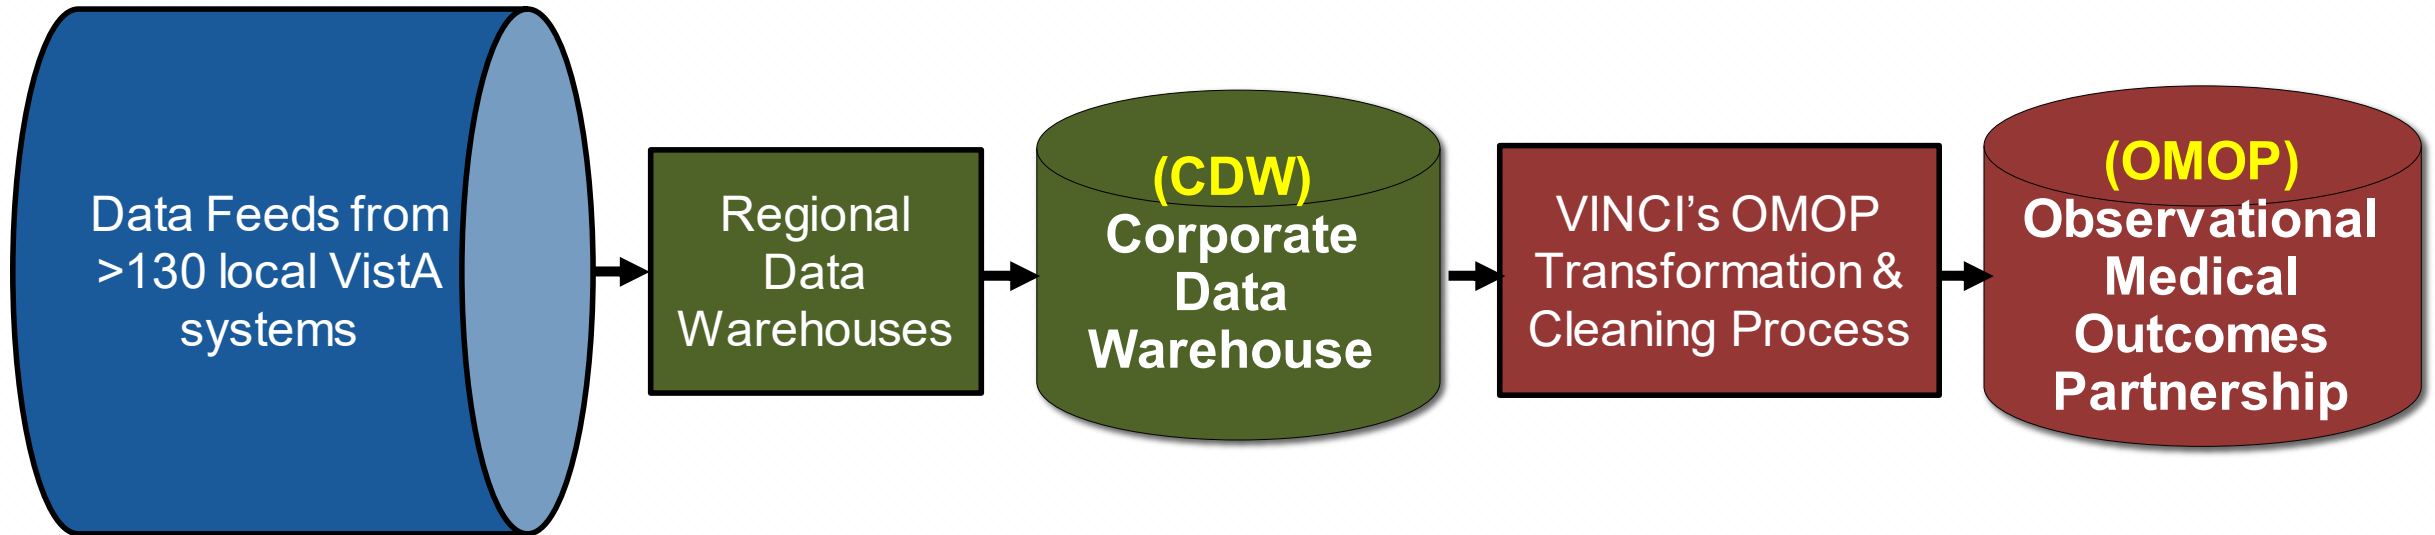 Data Feeds from
>130 local VistA
systems
Regional
Data
Warehouses
(CDW)
Corporate
Data
Warehouse
VINCI’s OMOP
Transformation &
Cleaning Process
(OMOP)
Observational
Medical
Outcomes
Partnership